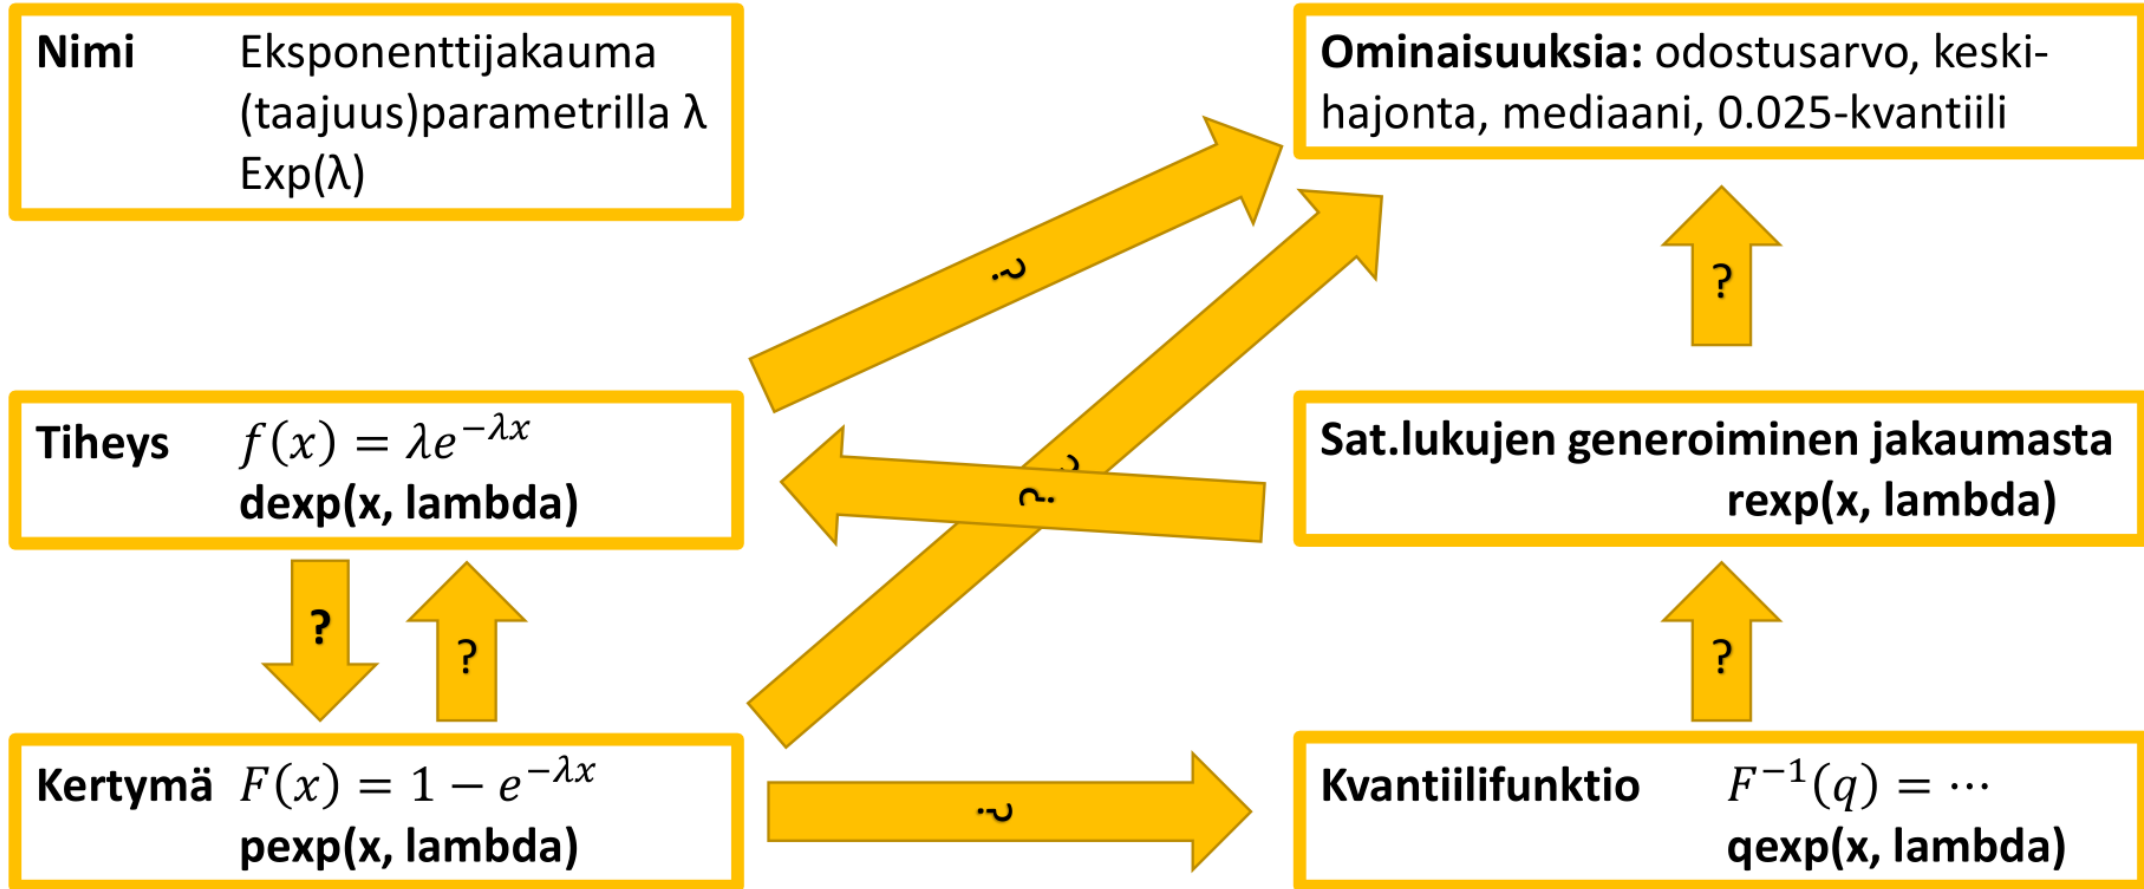 Nimi Eksponenttijakauma
(taajuus)parametrilla λ
Exp(λ)
Ominaisuuksia: odostusarvo, keski-
hajonta, mediaani, 0.025-kvantiili
?
?
?
Tiheys f(x) = λe^{−λx}
dexp(x, lambda)
Sat.lukujen generoiminen jakaumasta
rexp(x, lambda)
?
?
?
?
Kertymä F(x) = 1 − e^{−λx}
pexp(x, lambda)
?
Kvantiilifunktio F^{−1}(q) = ⋯
qexp(x, lambda)